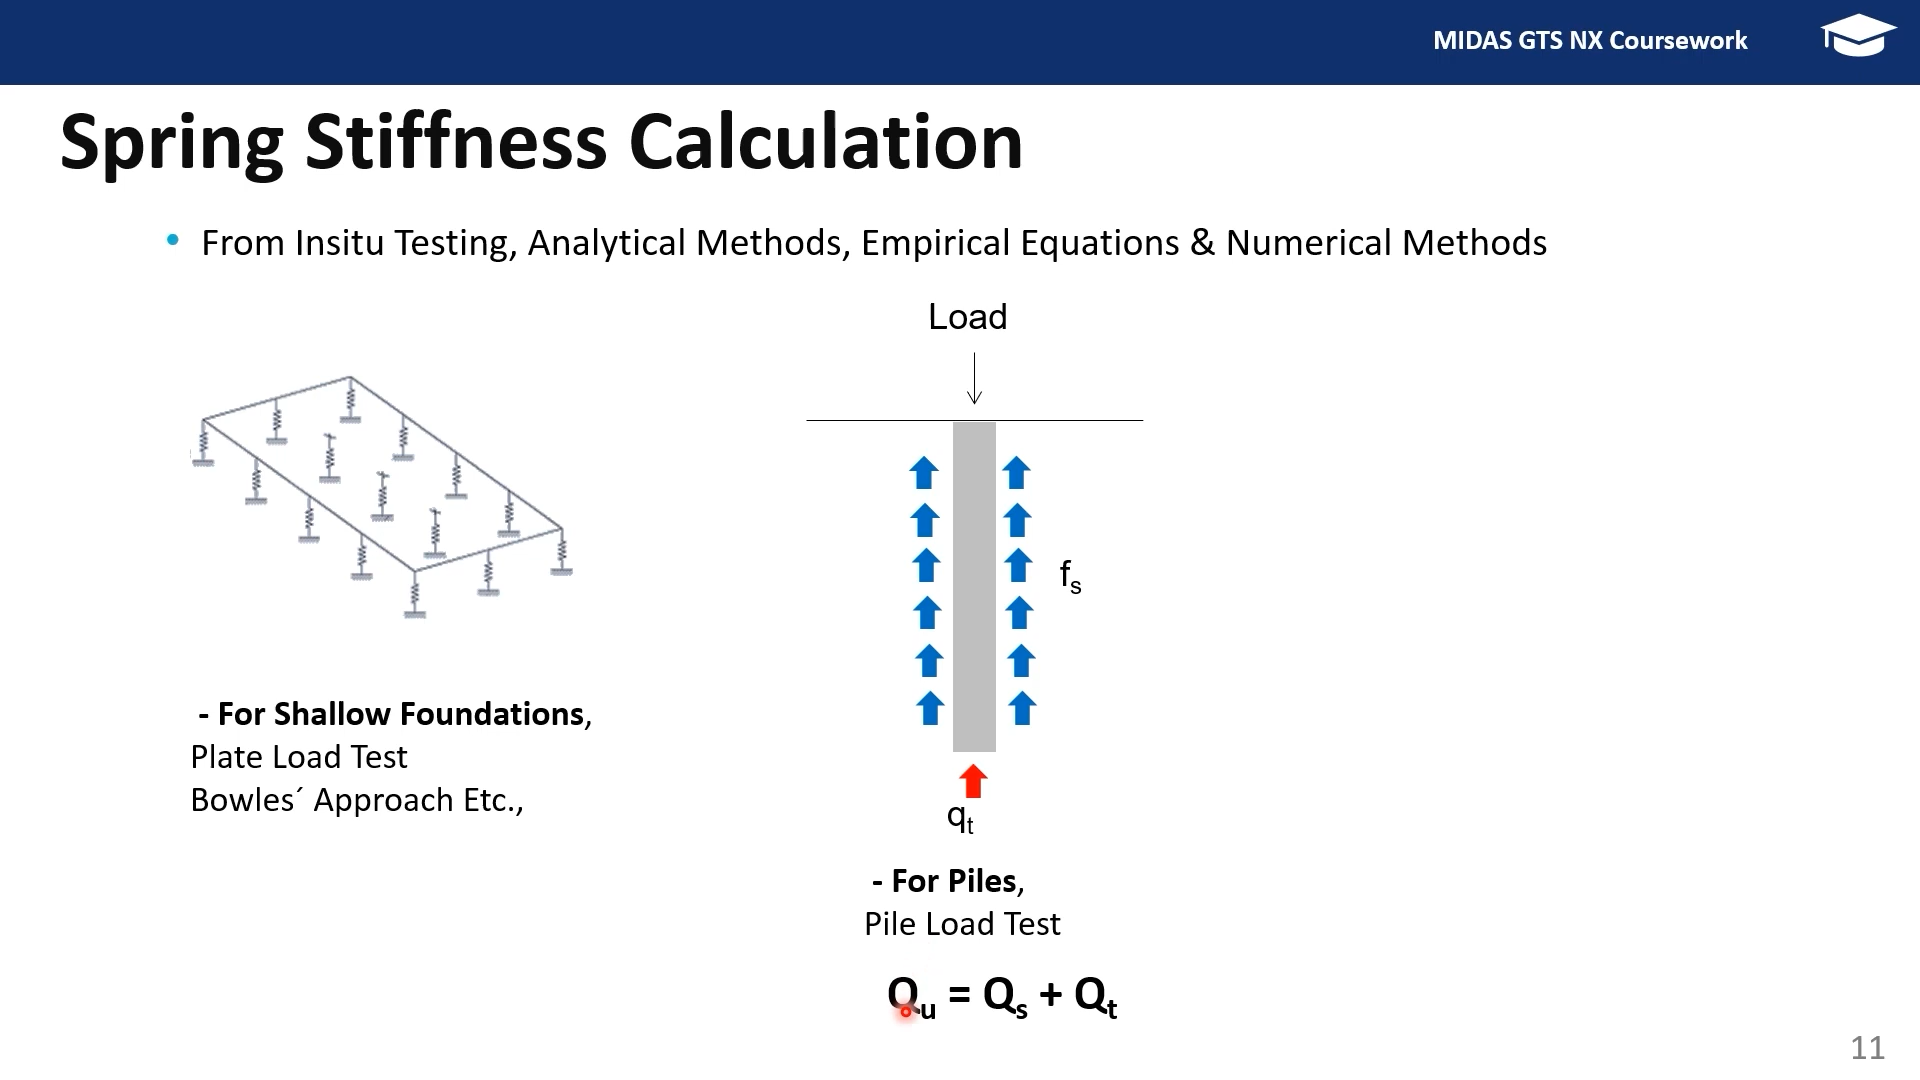 MIDAS GTS NX Coursework
Spring Stiffness Calculation
• From Insitu Testing, Analytical Methods, Empirical Equations & Numerical Methods
Load
fs
qt
- For Shallow Foundations,
Plate Load Test
Bowles´ Approach Etc.,
- For Piles,
Pile Load Test
Qu = Qs + Qt
11